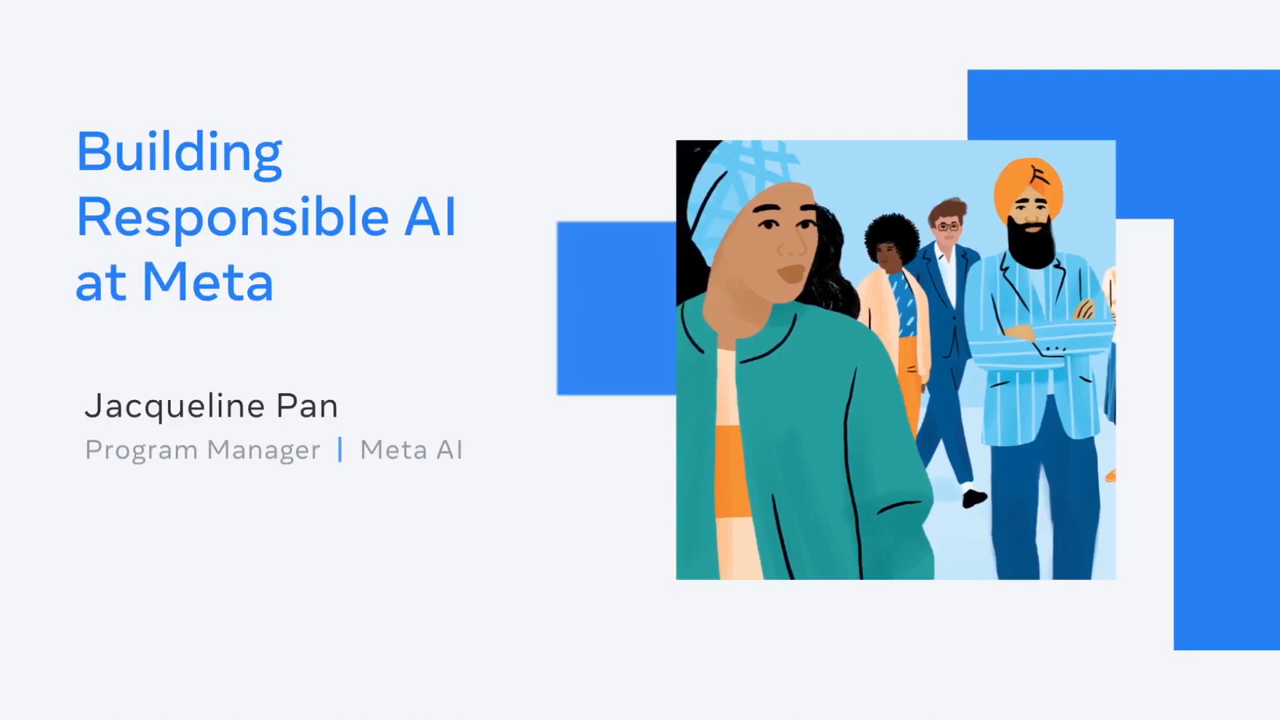 Building
Responsible AI
at Meta
Jacqueline Pan
Program Manager | Meta AI